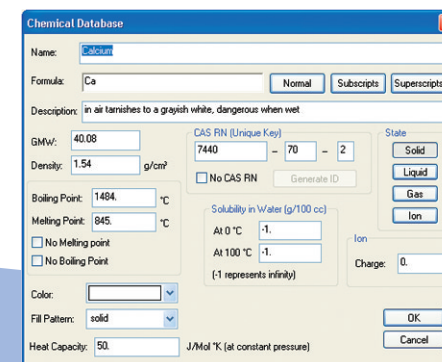 Chemical Database
Name: Calcium
Formula: Ca Normal Subscripts Superscripts
Description: in air tarnishes to a grayish white, dangerous when wet
GMW: 40.08
Density: 1.54 g/cm³
CAS RN (Unique Key)
7440 - 70 - 2
No CAS RN Generate ID
State
Solid
Liquid
Gas
Ion
Boiling Point: 1484. °C
Melting Point: 845. °C
No Melting point
No Boiling Point
Solubility in Water (g/100 cc)
At 0 °C -1.
At 100 °C -1.
(-1 represents infinity)
Ion
Charge: 0.
Color:
Fill Pattern: solid
Heat Capacity: 50. J/Mol °K (at constant pressure)
OK
Cancel